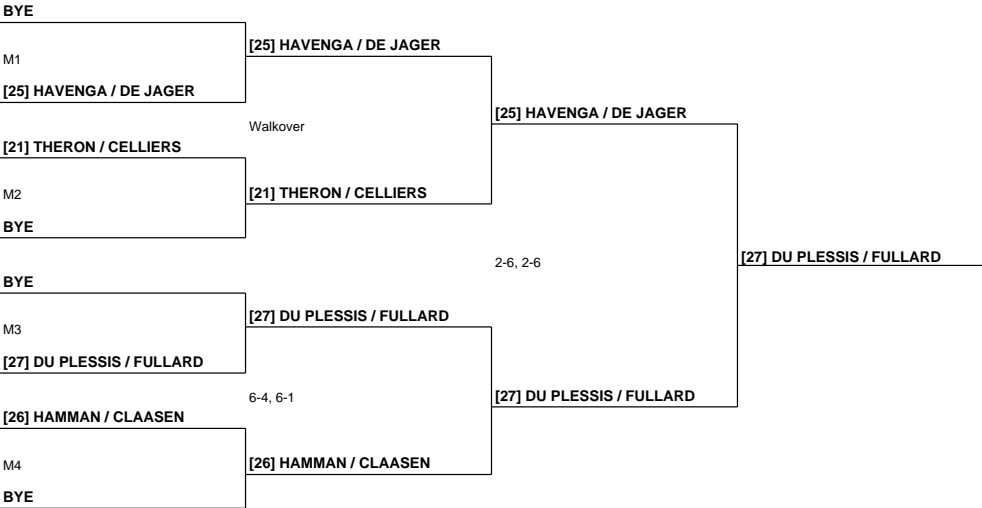 BYE
M1
[25] HAVENGA / DE JAGER
[21] THERON / CELLIERS
M2
BYE
BYE
M3
[27] DU PLESSIS / FULLARD
[26] HAMMAN / CLAASEN
M4
BYE
[25] HAVENGA / DE JAGER
Walkover
[21] THERON / CELLIERS
[27] DU PLESSIS / FULLARD
6-4, 6-1
[26] HAMMAN / CLAASEN
[25] HAVENGA / DE JAGER
2-6, 2-6
[27] DU PLESSIS / FULLARD
[27] DU PLESSIS / FULLARD